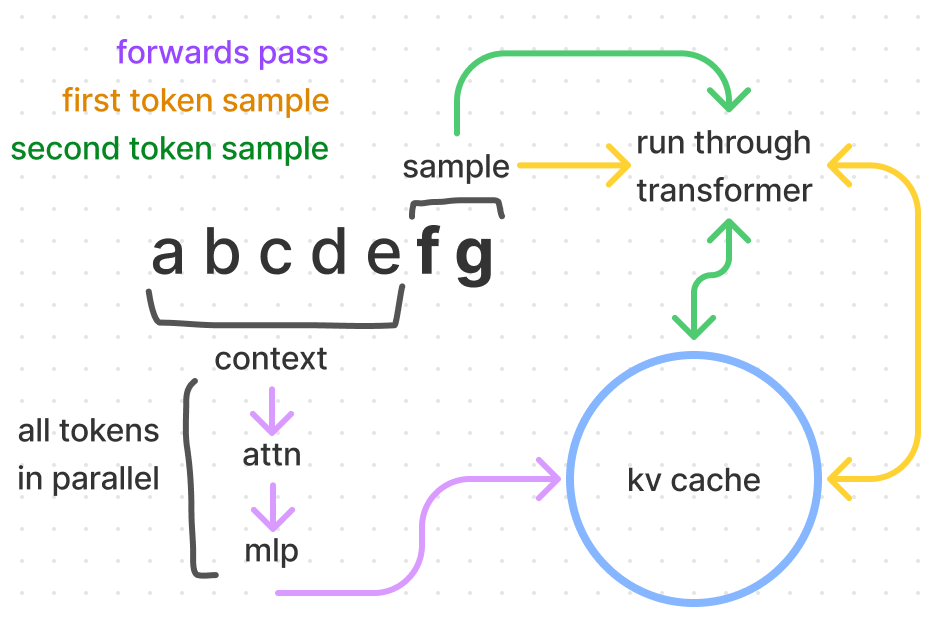 forwards pass
first token sample
second token sample
sample
run through
transformer
a b c d e f g
context
all tokens
in parallel
attn
mlp
kv cache